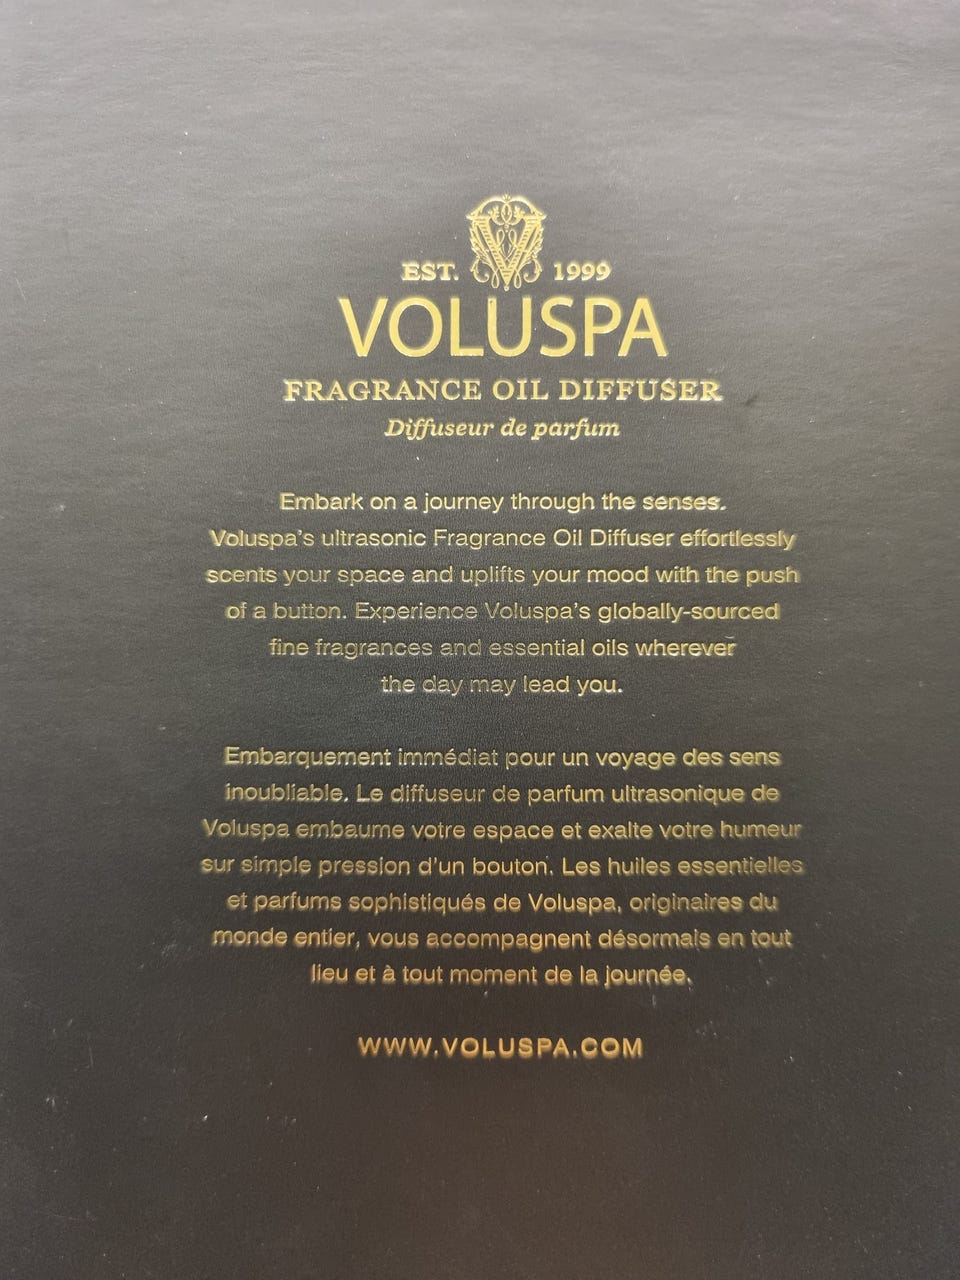 EST. 1999
VOLUSPA
FRAGRANCE OIL DIFFUSER
Diffuseur de parfum
Embark on a journey through the senses.
Voluspa's ultrasonic Fragrance Oil Diffuser effortlessly
scents your space and uplifts your mood with the push
of a button. Experience Voluspa's globally-sourced
fine fragrances and essential oils wherever
the day may lead you.
Embarquement immédiat pour un voyage des sens
inoubliable. Le diffuseur de parfum ultrasonique de
Voluspa embaume votre espace et exalte votre humeur
sur simple pression d'un bouton. Les huiles essentielles
et parfums sophistiqués de Voluspa, originaires du
monde entier, vous accompagnent désormais en tout
lieu et à tout moment de la journée.
WWW.VOLUSPA.COM